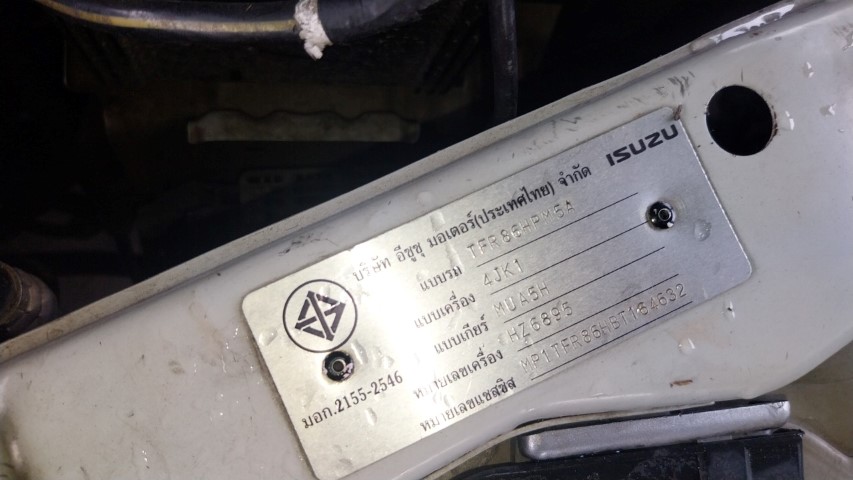 ISUZU
บริษัท อีซูซุ มอเตอร์(ประเทศไทย) จำกัด
แบบรถ TFR86HPM5A
แบบเครื่อง 4JK1
แบบเกียร์ MUA5H
หมายเลขเครื่อง HZ6895
หมายเลขแชสซิส MP1TFR86HBT164632
มอก.2155-2546